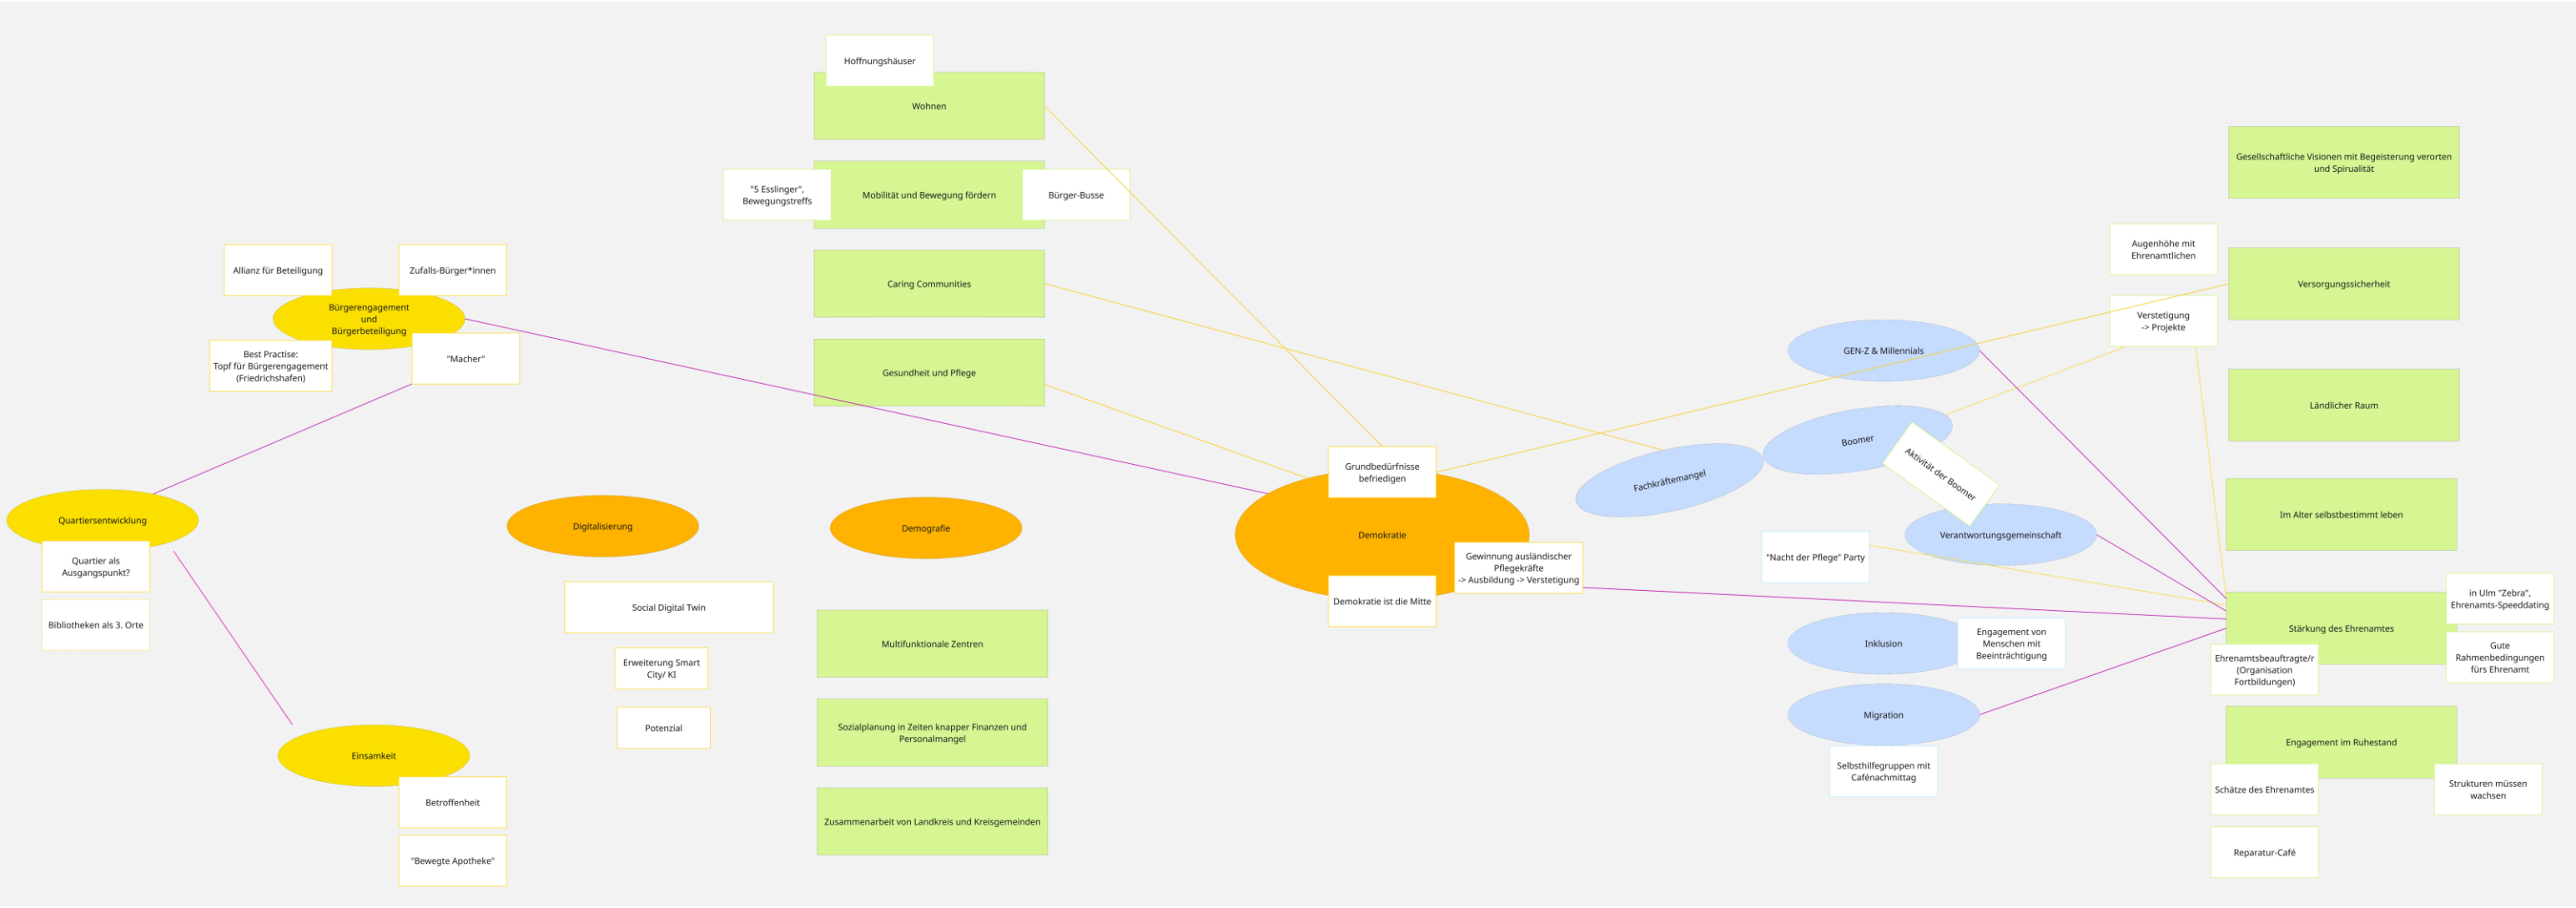 Hoffnungshäuser
Wohnen
"5 Esslinger",
Bewegungstreffs
Mobilität und Bewegung fördern
Bürger-Busse
Caring Communities
Gesundheit und Pflege
Allianz für Beteiligung
Zufalls-Bürger*innen
Bürgerengagement
und
Bürgerbeteiligung
Best Practise:
Topf für Bürgerengagement
(Friedrichshafen)
"Macher"
Quartiersentwicklung
Quartier als
Ausgangspunkt?
Bibliotheken als 3. Orte
Einsamkeit
Betroffenheit
"Bewegte Apotheke"
Digitalisierung
Social Digital Twin
Erweiterung Smart
City/ KI
Potenzial
Demografie
Multifunktionale Zentren
Sozialplanung in Zeiten knapper Finanzen und
Personalmangel
Zusammenarbeit von Landkreis und Kreisgemeinden
Grundbedürfnisse
befriedigen
Demokratie
Gewinnung ausländischer
Pflegekräfte
-> Ausbildung -> Verstetigung
Demokratie ist die Mitte
GEN-Z & Millennials
Boomer
Fachkräftemangel
Aktivität der Boomer
Verantwortungsgemeinschaft
"Nacht der Pflege" Party
Inklusion
Engagement von
Menschen mit
Beeinträchtigung
Migration
Selbsthilfegruppen mit
Cafénachmittag
Augenhöhe mit
Ehrenamtlichen
Verstetigung
-> Projekte
Gesellschaftliche Visionen mit Begeisterung verorten
und Spirualität
Versorgungssicherheit
Ländlicher Raum
Im Alter selbstbestimmt leben
Stärkung des Ehrenamtes
in Ulm "Zebra",
Ehrenamts-Speeddating
Gute
Rahmenbedingungen
fürs Ehrenamt
Ehrenamtsbeauftragte/r
(Organisation
Fortbildungen)
Engagement im Ruhestand
Schätze des Ehrenamtes
Strukturen müssen
wachsen
Reparatur-Café